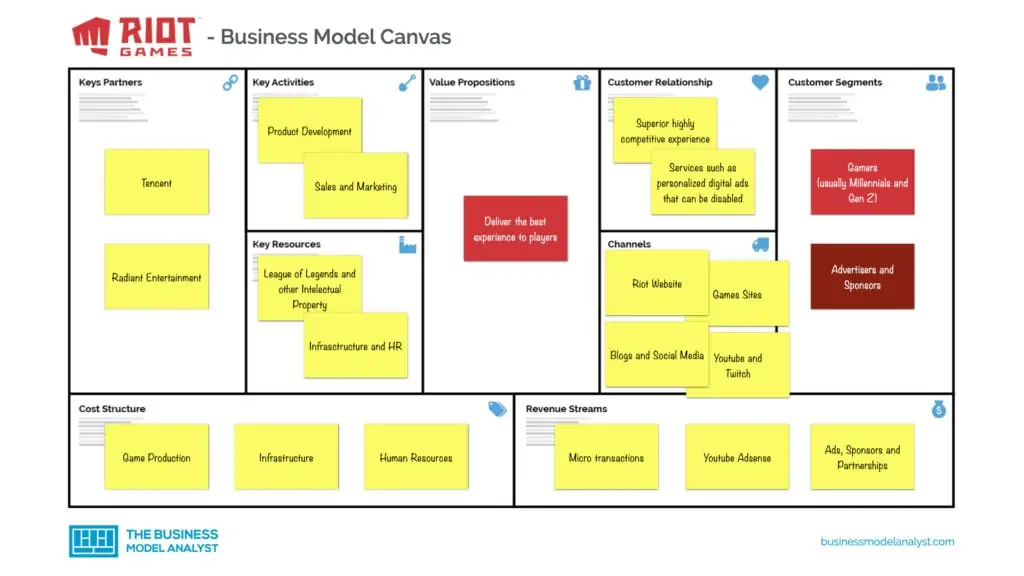 RIOT
GAMES
- Business Model Canvas
Keys Partners
Tencent
Radiant Entertainment
Key Activities
Product Development
Sales and Marketing
Key Resources
League of Legends and
other Intelectual
Property
Infrastructure and HR
Value Propositions
Deliver the best
experience to players
Customer Relationship
Superior highly
competitive experience
Services such as
personalized digital ads
that can be disabled
Channels
Riot Website
Games Sites
Blogs and Social Media
Youtube and
Twitch
Customer Segments
Gamers
(usually Millennials and
Gen Z)
Advertisers and
Sponsors
Cost Structure
Game Production
Infrastructure
Human Resources
Revenue Streams
Micro transactions
Youtube Adsense
Ads, Sponsors and
Partnerships
THE BUSINESS
MODEL ANALYST
businessmodelanalyst.com